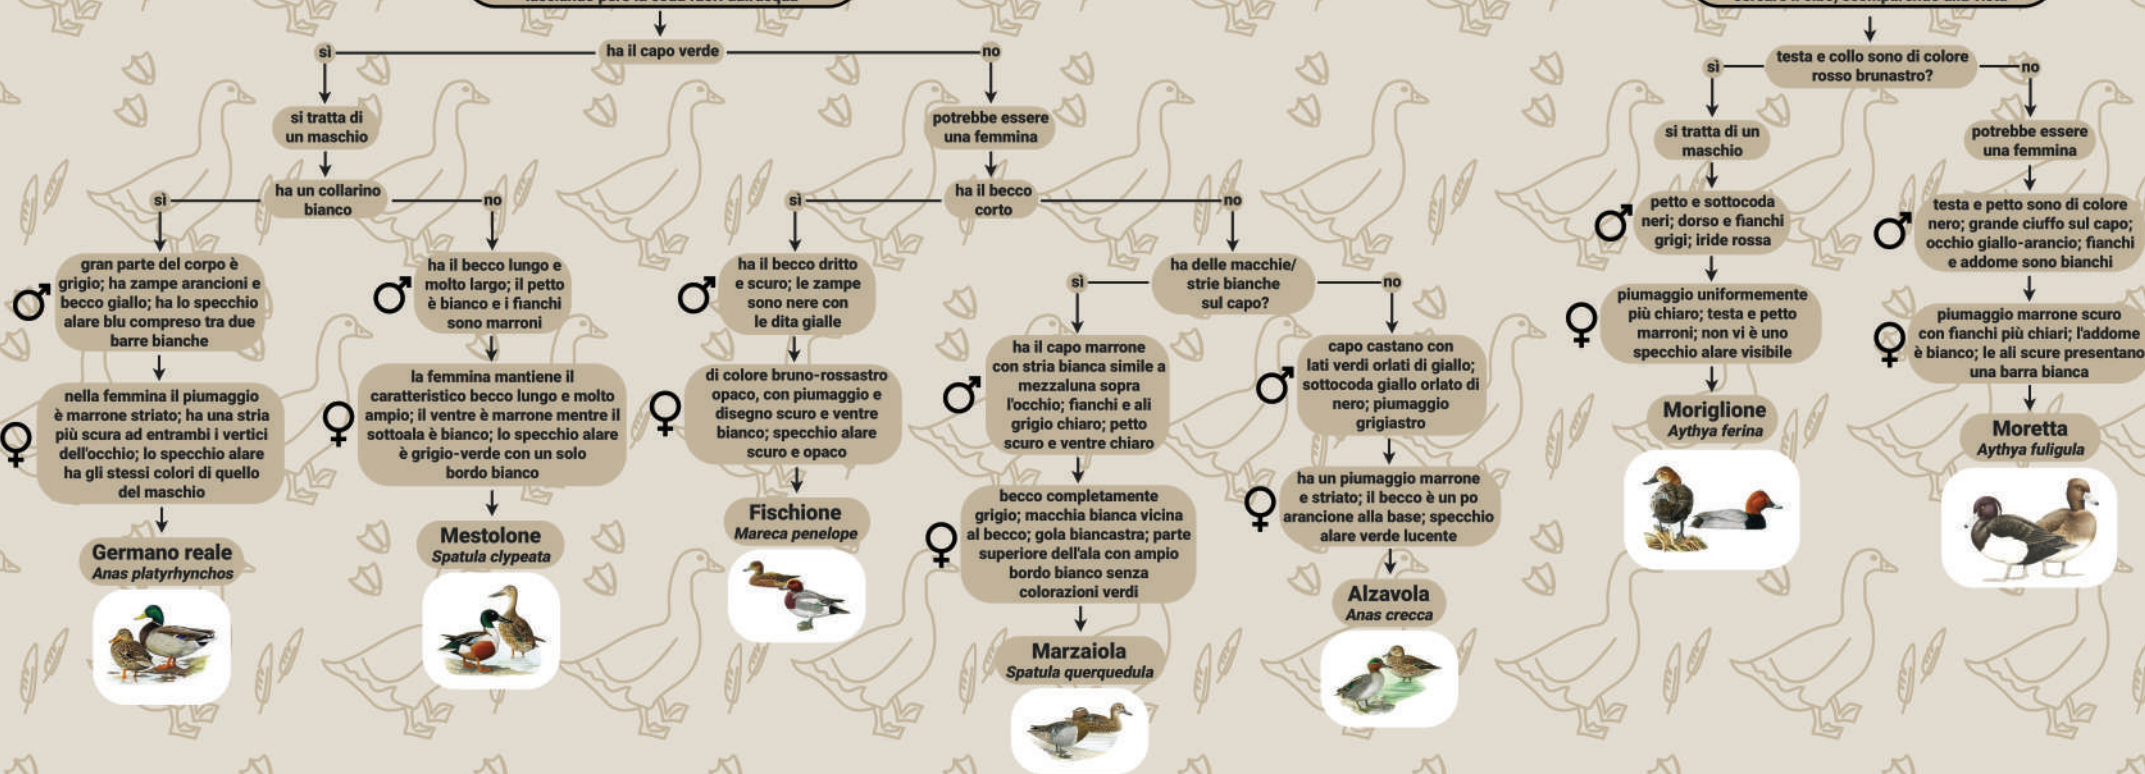 lasciando però la coda fuori dall'acqua
ha il capo verde
sì
no
si tratta di
un maschio
ha un collarino
bianco
sì
no
gran parte del corpo è
grigio; ha zampe arancioni e
becco giallo; ha lo specchio
alare blu compreso tra due
barre bianche
nella femmina il piumaggio
è marrone striato; ha una stria
più scura ad entrambi i vertici
dell'occhio; lo specchio alare
ha gli stessi colori di quello
del maschio
Germano reale
Anas platyrhynchos
ha il becco lungo e
molto largo; il petto
è bianco e i fianchi
sono marroni
la femmina mantiene il
caratteristico becco lungo e molto
ampio; il ventre è marrone mentre il
sottoala è bianco; lo specchio alare
è grigio-verde con un solo
bordo bianco
Mestolone
Spatula clypeata
potrebbe essere
una femmina
ha il becco
corto
sì
no
ha il becco dritto
e scuro; le zampe
sono nere con
le dita gialle
di colore bruno-rossastro
opaco, con piumaggio e
disegno scuro e ventre
bianco; specchio alare
scuro e opaco
Fischione
Mareca penelope
ha delle macchie/
strie bianche
sul capo?
sì
no
ha il capo marrone
con stria bianca simile a
mezzaluna sopra
l'occhio; fianchi e ali
grigio chiaro; petto
scuro e ventre chiaro
becco completamente
grigio; macchia bianca vicina
al becco; gola biancastra; parte
superiore dell'ala con ampio
bordo bianco senza
colorazioni verdi
Marzaiola
Spatula querquedula
capo castano con
lati verdi orlati di giallo;
sottocoda giallo orlato di
nero; piumaggio
grigiastro
ha un piumaggio marrone
e striato; il becco è un po
arancione alla base; specchio
alare verde lucente
Alzavola
Anas crecca
cercare il cibo, scomparendo alla vista
testa e collo sono di colore
rosso brunastro?
sì
no
si tratta di un
maschio
petto e sottocoda
neri; dorso e fianchi
grigi; iride rossa
piumaggio uniformemente
più chiaro; testa e petto
marroni; non vi è uno
specchio alare visibile
Moriglione
Aythya ferina
potrebbe essere
una femmina
testa e petto sono di colore
nero; grande ciuffo sul capo;
occhio giallo-arancio; fianchi
e addome sono bianchi
piumaggio marrone scuro
con fianchi più chiari; l'addome
è bianco; le ali scure presentano
una barra bianca
Moretta
Aythya fuligula